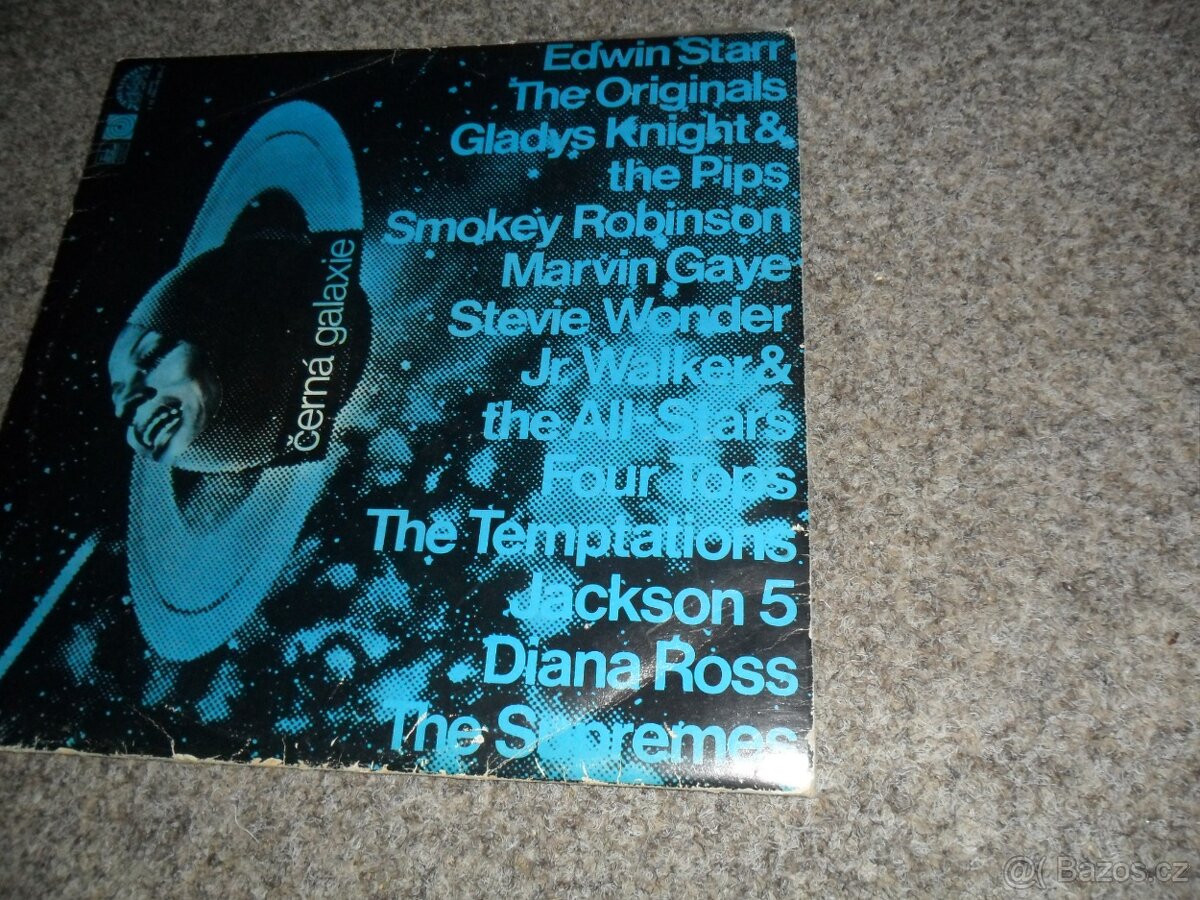 Edwin Starr
The Originals
Gladys Knight &
the Pips
Smokey Robinson
Marvin Gaye
Stevie Wonder
Jr Walker &
the All-Stars
Four Tops
The Temptations
Jackson 5
Diana Ross
The Supremes
černá galaxie
@( Bazos.cz